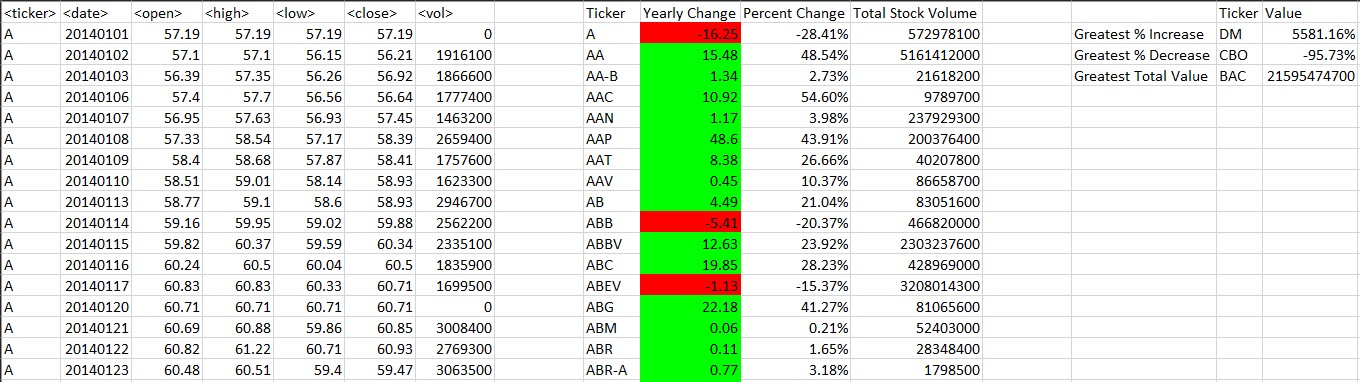 <ticker> <date> <open> <high> <low> <close> <vol> Ticker Yearly Change Percent Change Total Stock Volume Ticker Value
A 20140101 57.19 57.19 57.19 57.19 0 A -16.25 -28.41% 572978100 Greatest % Increase DM 5581.16%
A 20140102 57.1 57.1 56.15 56.21 1916100 AA 15.48 48.54% 5161412000 Greatest % Decrease CBO -95.73%
A 20140103 56.39 57.35 56.26 56.92 1866600 AA-B 1.34 2.73% 21618200 Greatest Total Value BAC 21595474700
A 20140106 57.4 57.7 56.56 56.64 1777400 AAC 10.92 54.60% 9789700
A 20140107 56.95 57.63 56.93 57.45 1463200 AAN 1.17 3.98% 237929300
A 20140108 57.33 58.54 57.17 58.39 2659400 AAP 48.6 43.91% 200376400
A 20140109 58.4 58.68 57.87 58.41 1757600 AAT 8.38 26.66% 40207800
A 20140110 58.51 59.01 58.14 58.93 1623300 AAV 0.45 10.37% 86658700
A 20140113 58.77 59.1 58.6 58.93 2946700 AB 4.49 21.04% 83051600
A 20140114 59.16 59.95 59.02 59.88 2562200 ABB -5.41 -20.37% 466820000
A 20140115 59.82 60.37 59.59 60.34 2335100 ABBV 12.63 23.92% 2303237600
A 20140116 60.24 60.5 60.04 60.5 1835900 ABC 19.85 28.23% 428969000
A 20140117 60.83 60.83 60.33 60.71 1699500 ABEV -1.13 -15.37% 3208014300
A 20140120 60.71 60.71 60.71 60.71 0 ABG 22.18 41.27% 81065600
A 20140121 60.69 60.88 59.86 60.85 3008400 ABM 0.06 0.21% 52403000
A 20140122 60.82 61.22 60.71 60.93 2769300 ABR 0.11 1.65% 28348400
A 20140123 60.48 60.51 59.4 59.47 3063500 ABR-A 0.77 3.18% 1798500